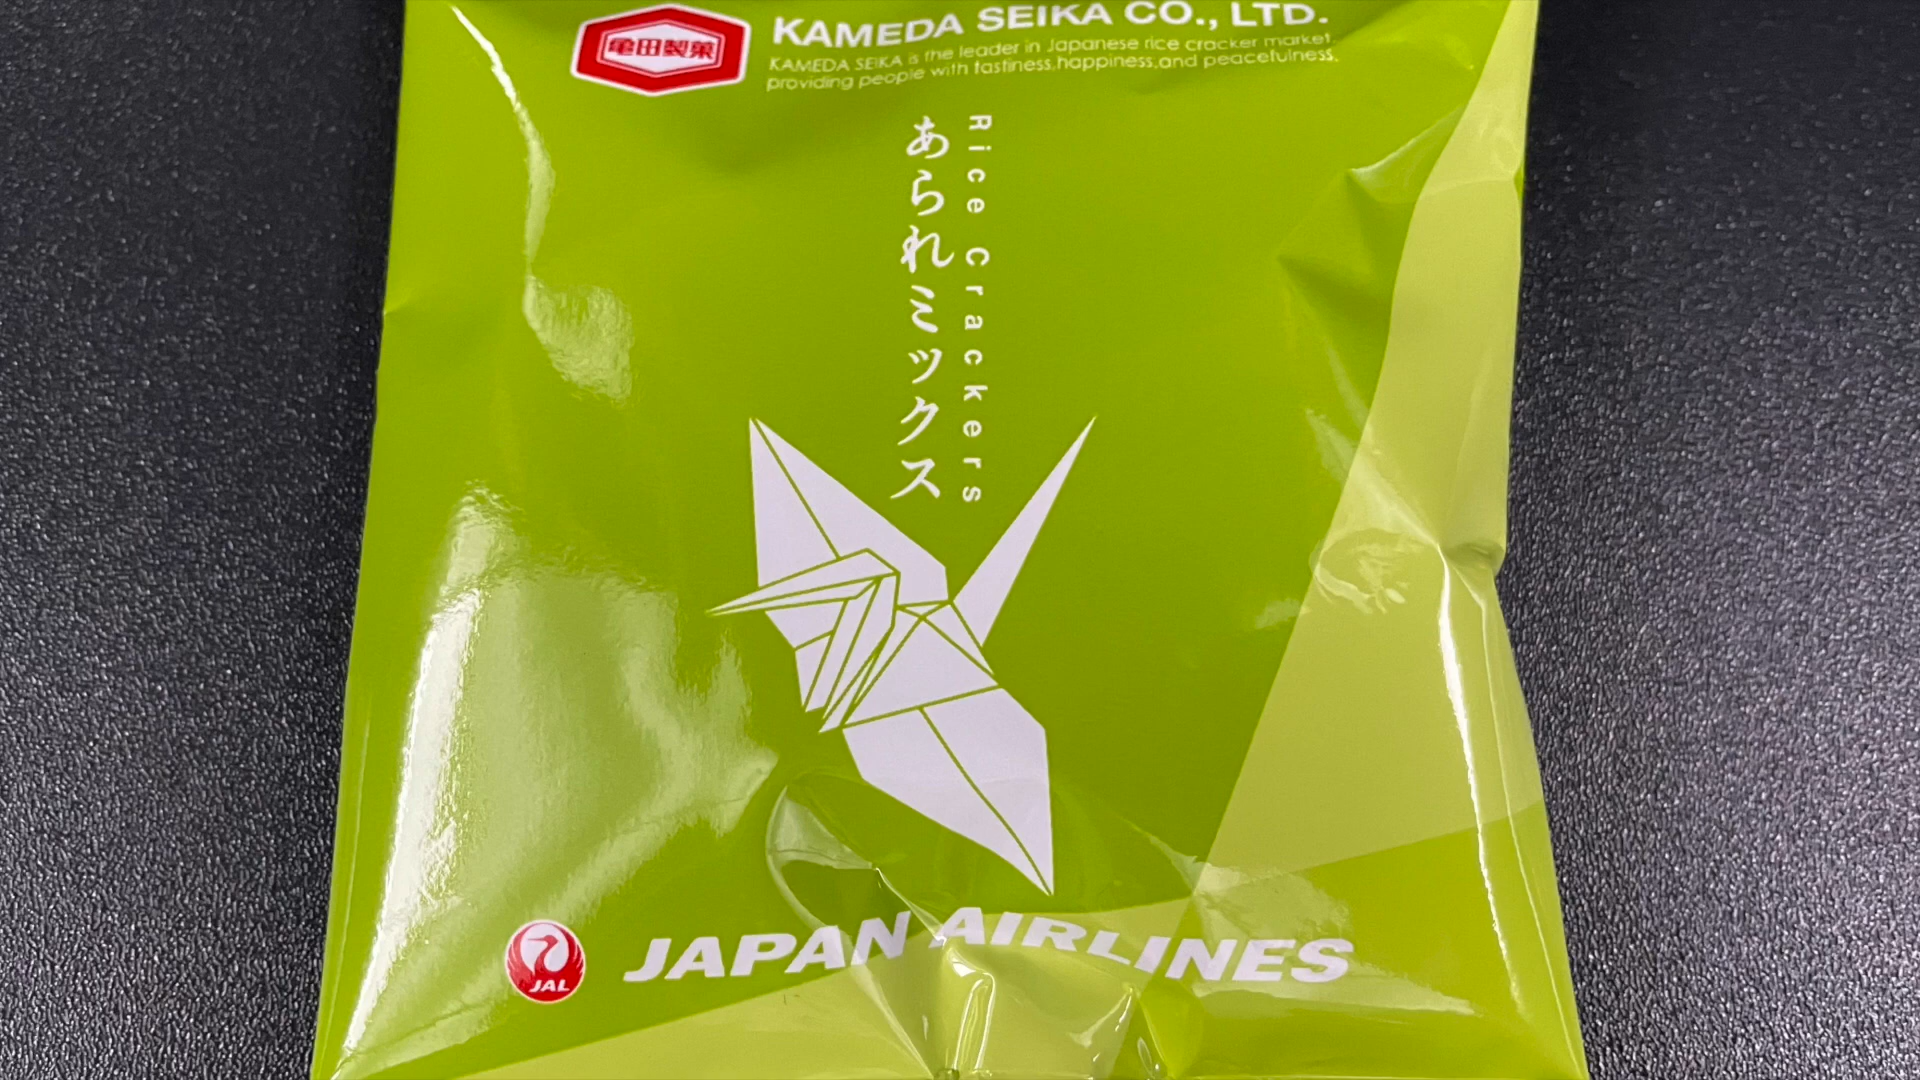 亀田製菓
KAMEDA SEIKA CO., LTD.
KAMEDA SEIKA is the leader in Japanese rice cracker market,
providing people with tastiness,happiness,and peacefulness.
Rice Crackers
あられミックス
JAL
JAPAN AIRLINES